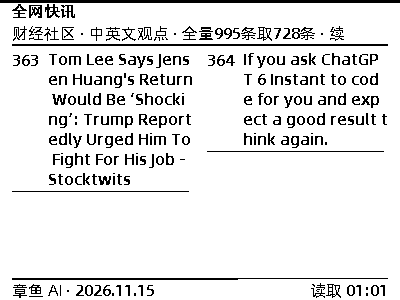 全网快讯
财经社区 · 中英文观点 · 全量995条取728条 · 续
363 Tom Lee Says Jens
en Huang's Return
Would Be ‘Shocki
ng’: Trump Report
edly Urged Him To
Fight For His Job –
Stocktwits
364 If you ask ChatGP
T 6 Instant to cod
e for you and exp
ect a good result t
hink again.
章鱼 AI · 2026.11.15
读取 01:01